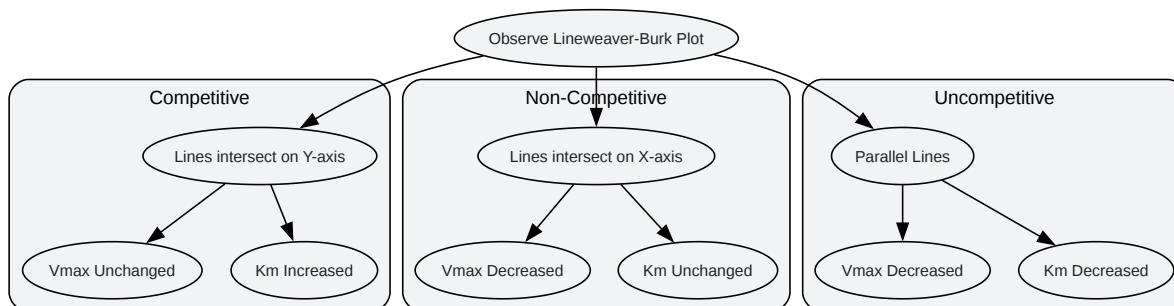 Observe Lineweaver-Burk Plot
Competitive
Non-Competitive
Uncompetitive
Lines intersect on Y-axis
Lines intersect on X-axis
Parallel Lines
Vmax Unchanged
Km Increased
Vmax Decreased
Km Unchanged
Vmax Decreased
Km Decreased